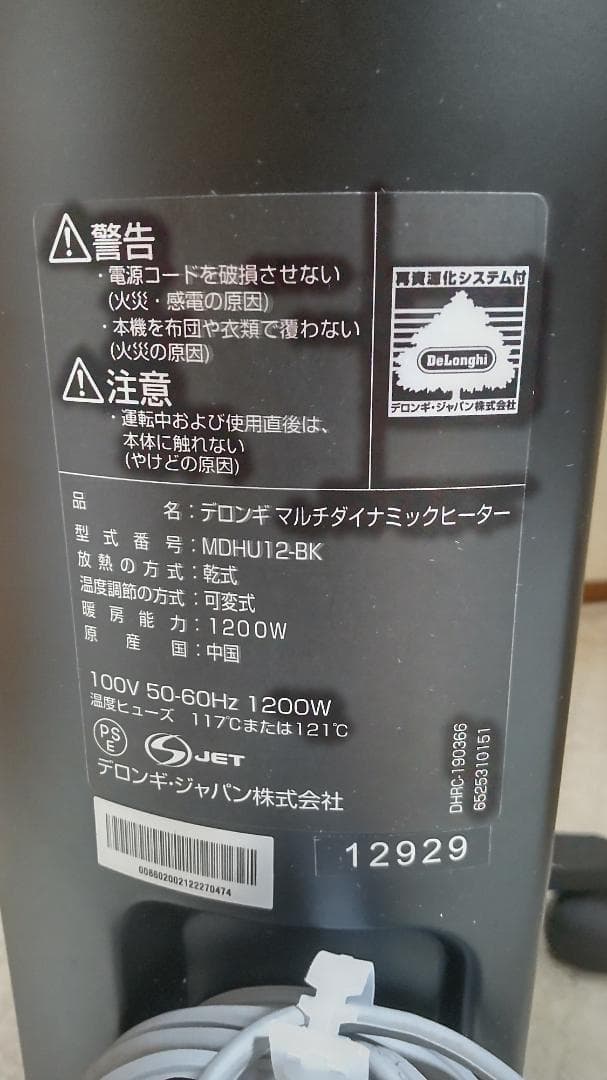 警告
・電源コードを破損させない
(火災・感電の原因)
・本機を布団や衣類で覆わない
(火災の原因)
注意
・運転中および使用直後は、
本体に触れない
(やけどの原因)
再資源化システム付
DeLonghi
デロンギ・ジャパン株式会社
品名：デロンギ マルチダイナミックヒーター
型式番号：MDHU12-BK
放熱の方式：乾式
温度調節の方式：可変式
暖房能力：1200W
原産国：中国
100V 50-60Hz 1200W
温度ヒューズ 117℃または121℃
PS
E
JET
デロンギ・ジャパン株式会社
DHRC-190366
6525310151
008602002122270474
12929